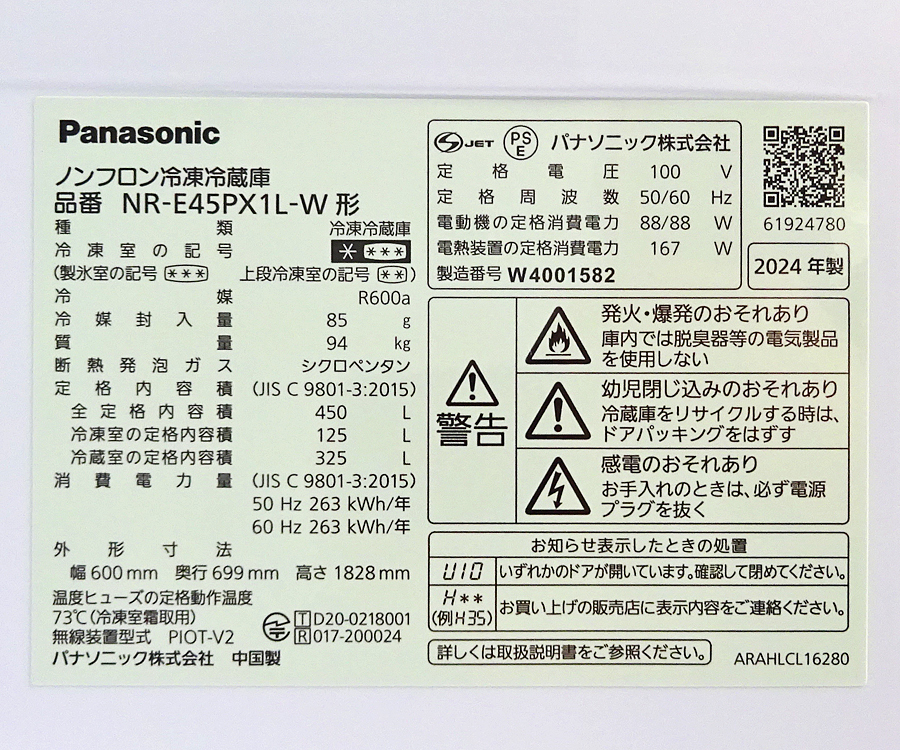 Panasonic
ノンフロン冷凍冷蔵庫
品番 NR-E45PX1L-W 形
種類 冷凍冷蔵庫
冷凍室の記号 * ***
(製氷室の記号 *** 上段冷凍室の記号 **)
冷媒 R600a
冷媒封入量 85 g
質量 94 kg
断熱発泡ガス シクロペンタン
定格内容積 (JIS C 9801-3:2015)
全定格内容積 450 L
冷凍室の定格内容積 125 L
冷蔵室の定格内容積 325 L
消費電力量 (JIS C 9801-3:2015)
50 Hz 263 kWh/年
60 Hz 263 kWh/年
外形寸法
幅 600 mm 奥行 699 mm 高さ 1828 mm
温度ヒューズの定格動作温度
73℃(冷凍室霜取用)
無線装置型式 PIOT-V2
T D20-0218001
R 017-200024
パナソニック株式会社 中国製
JET PSE パナソニック株式会社
定格電圧 100 V
定格周波数 50/60 Hz
電動機の定格消費電力 88/88 W
電熱装置の定格消費電力 167 W
製造番号 W4001582
61924780
2024 年製
警告
発火・爆発のおそれあり
庫内では脱臭器等の電気製品
を使用しない
幼児閉じ込みのおそれあり
冷蔵庫をリサイクルする時は、
ドアパッキングをはずす
感電のおそれあり
お手入れのときは、必ず電源
プラグを抜く
お知らせ表示したときの処置
U10 いずれかのドアが開いています。確認して閉めてください。
H** (例H35) お買い上げの販売店に表示内容をご連絡ください。
詳しくは取扱説明書をご参照ください。
ARAHLCL16280